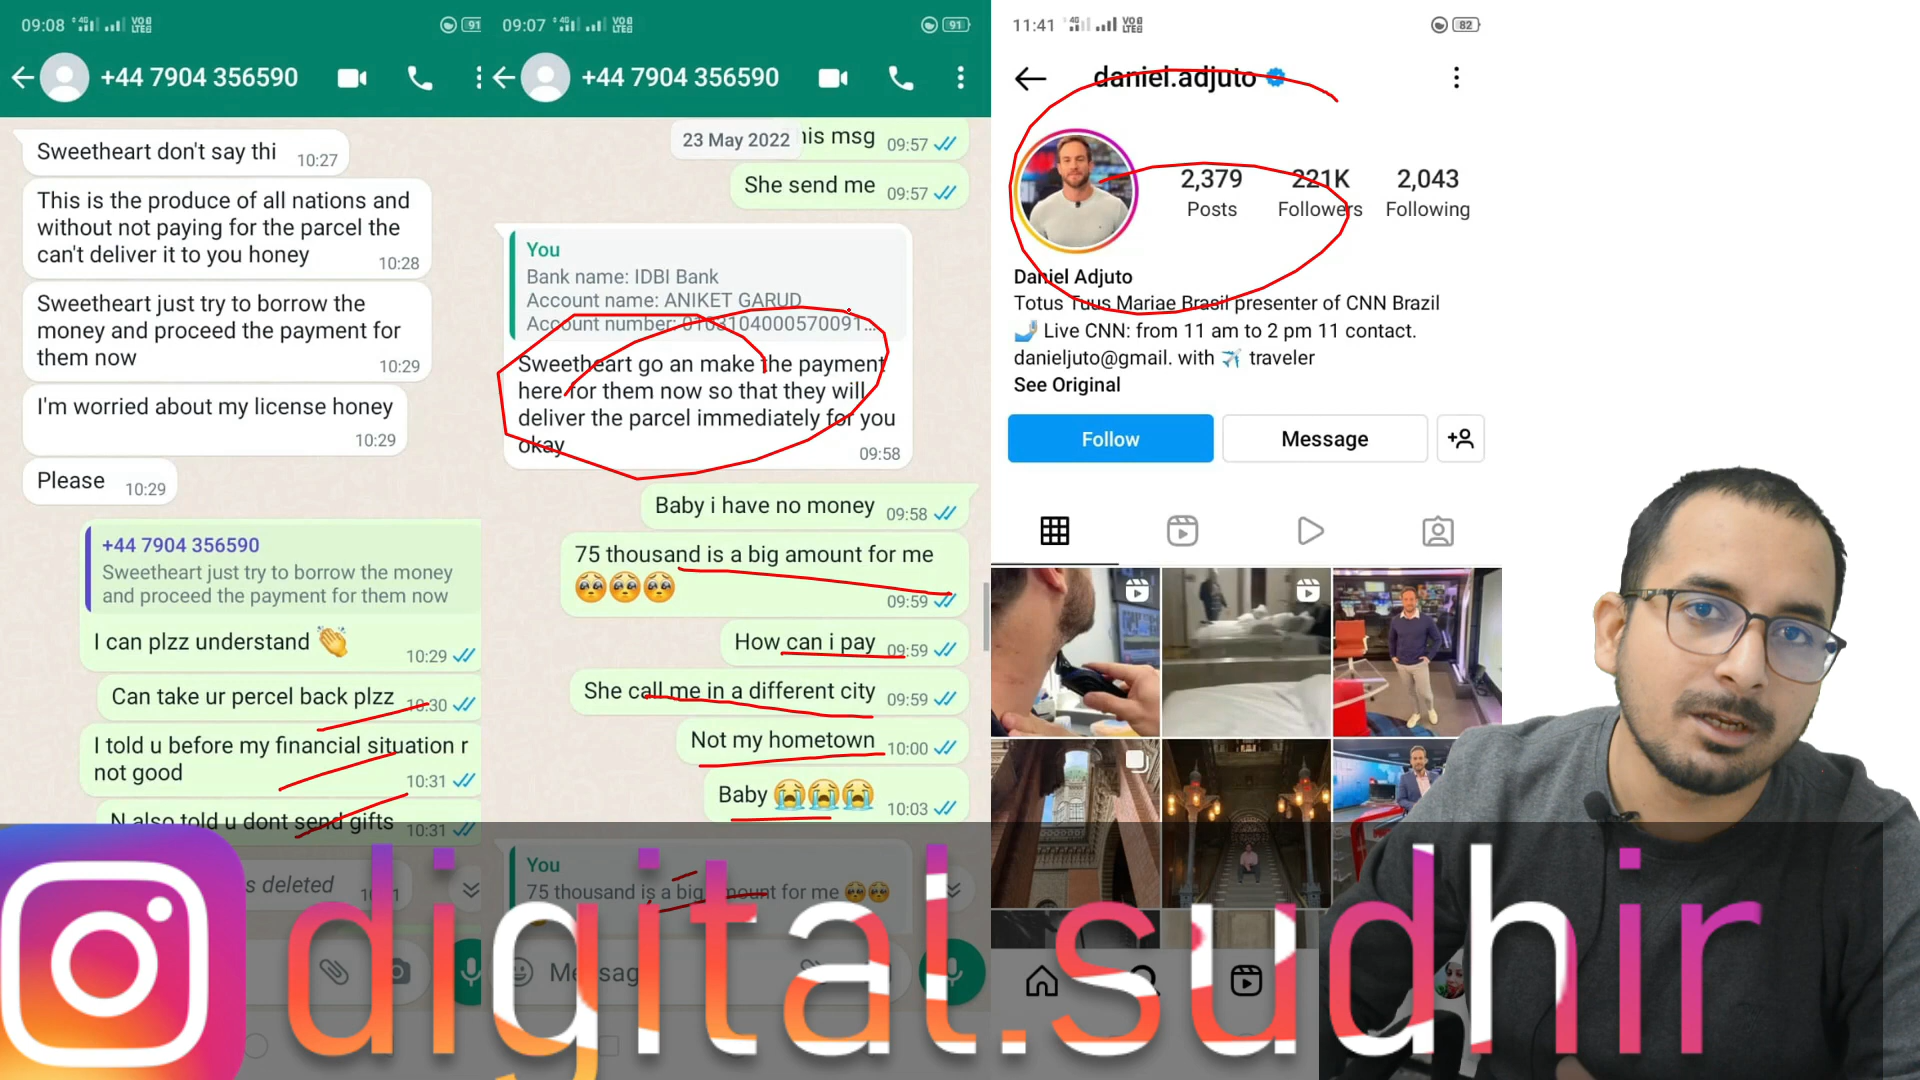 09:08 4G VoD LTE 91
+44 7904 356590
Sweetheart don't say thi 10:27
This is the produce of all nations and
without not paying for the parcel the
can't deliver it to you honey 10:28
Sweetheart just try to borrow the
money and proceed the payment for
them now 10:29
I'm worried about my license honey
10:29
Please 10:29
+44 7904 356590
Sweetheart just try to borrow the money
and proceed the payment for them now
I can plzz understand 👏 10:29
Can take ur percel back plzz 10:30
I told u before my financial situation r
not good 10:31
N also told u dont send gifts 10:31
s deleted
09:07 4G 91
+44 7904 356590
23 May 2022
his msg 09:57
She send me 09:57
You
Bank name: IDBI Bank
Account name: ANIKET GARUD
Account number: 0103104000570091...
Sweetheart go an make the payment
here for them now so that they will
deliver the parcel immediately for you
okay 09:58
Baby i have no money 09:58
75 thousand is a big amount for me
🥺🥺🥺 09:59
How can i pay 09:59
She call me in a different city 09:59
Not my hometown 10:00
Baby 😭😭😭 10:03
You
75 thousand is a big amount for me 🥺🥺
11:41 4G 82
daniel.adjuto
2,379 221K 2,043
Posts Followers Following
Daniel Adjuto
Totus Tuus Mariae Brasil presenter of CNN Brazil
🤳 Live CNN: from 11 am to 2 pm 11 contact.
danieljuto@gmail. with ✈️ traveler
See Original
Follow Message
digital.sudhir